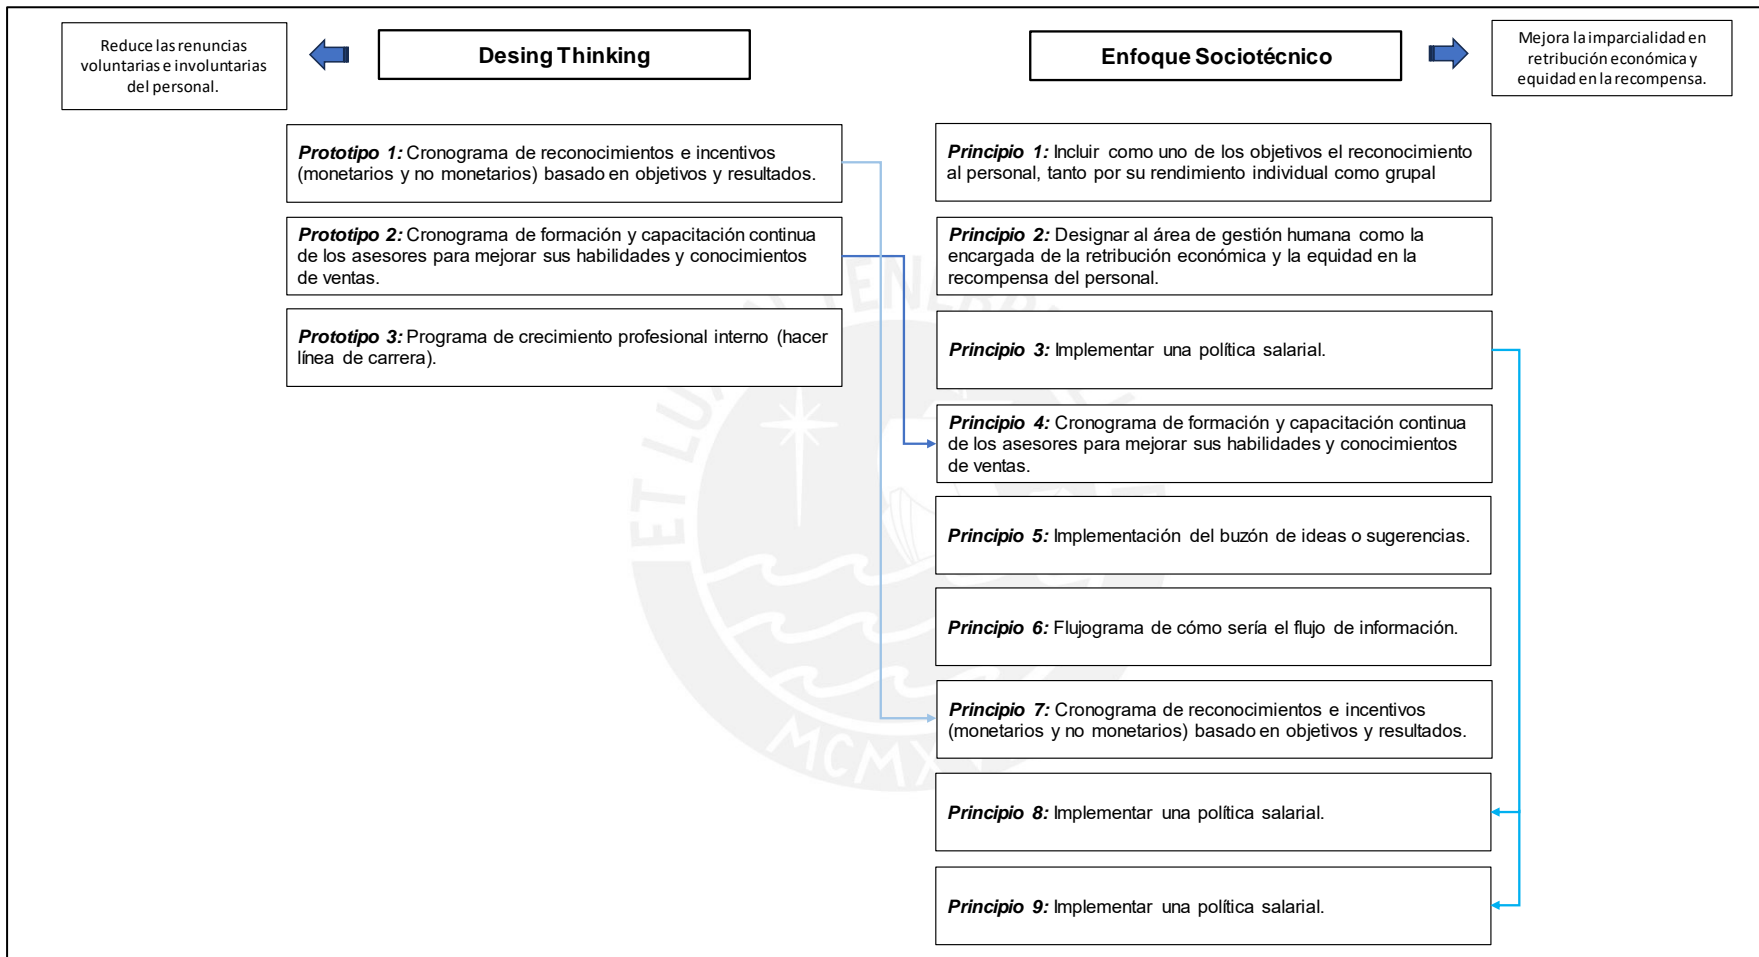 Reduce las renuncias
voluntarias e involuntarias
del personal.
Desing Thinking
Enfoque Sociotécnico
Mejora la imparcialidad en
retribución económica y
equidad en la recompensa.
Prototipo 1: Cronograma de reconocimientos e incentivos
(monetarios y no monetarios) basado en objetivos y resultados.
Prototipo 2: Cronograma de formación y capacitación continua
de los asesores para mejorar sus habilidades y conocimientos
de ventas.
Prototipo 3: Programa de crecimiento profesional interno (hacer
línea de carrera).
Principio 1: Incluir como uno de los objetivos el reconocimiento
al personal, tanto por su rendimiento individual como grupal
Principio 2: Designar al área de gestión humana como la
encargada de la retribución económica y la equidad en la
recompensa del personal.
Principio 3: Implementar una política salarial.
Principio 4: Cronograma de formación y capacitación continua
de los asesores para mejorar sus habilidades y conocimientos
de ventas.
Principio 5: Implementación del buzón de ideas o sugerencias.
Principio 6: Flujograma de cómo sería el flujo de información.
Principio 7: Cronograma de reconocimientos e incentivos
(monetarios y no monetarios) basado en objetivos y resultados.
Principio 8: Implementar una política salarial.
Principio 9: Implementar una política salarial.
ET